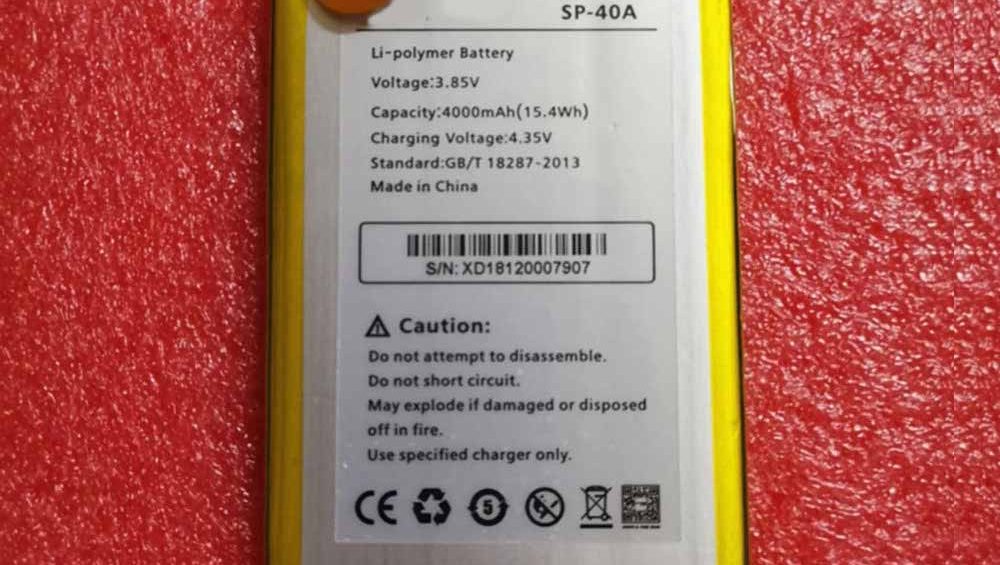 SP-40A
Li-polymer Battery
Voltage:3.85V
Capacity:4000mAh(15.4Wh)
Charging Voltage:4.35V
Standard:GB/T 18287-2013
Made in China
S/N: XD18120007907
Caution:
Do not attempt to disassemble.
Do not short circuit.
May explode if damaged or disposed
off in fire.
Use specified charger only.
CE 5